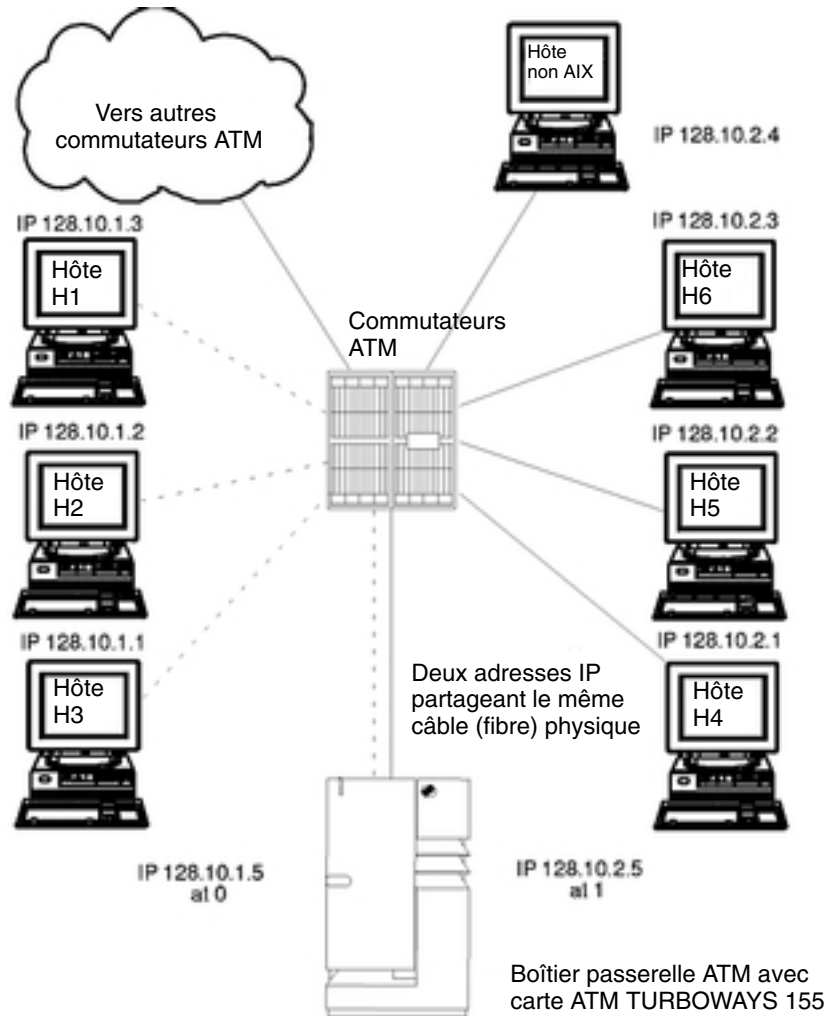 Hôte
non AIX
Vers autres
commutateurs ATM
IP 128.10.2.4
IP 128.10.1.3
IP 128.10.2.3
Hôte
H1
Hôte
H6
Commutateurs
ATM
IP 128.10.1.2
IP 128.10.2.2
Hôte
H2
Hôte
H5
IP 128.10.1.1
IP 128.10.2.1
Hôte
H3
Deux adresses IP
partageant le même
câble (fibre) physique
Hôte
H4
IP 128.10.1.5
at 0
IP 128.10.2.5
at 1
Boîtier passerelle ATM avec
carte ATM TURBOWAYS 155